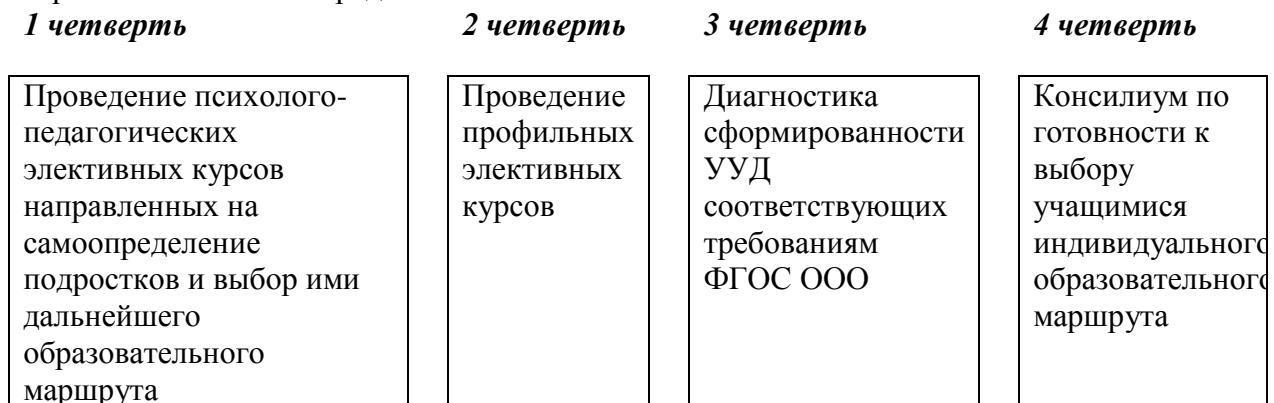 1 четверть
2 четверть
3 четверть
4 четверть
Проведение психолого-
педагогических
элективных курсов
направленных на
самоопределение
подростков и выбор ими
дальнейшего
образовательного
маршрута
Проведение
профильных
элективных
курсов
Диагностика
сформированности
УУД
соответствующих
требованиям
ФГОС ООО
Консилиум по
готовности к
выбору
учащимися
индивидуального
образовательного
маршрута